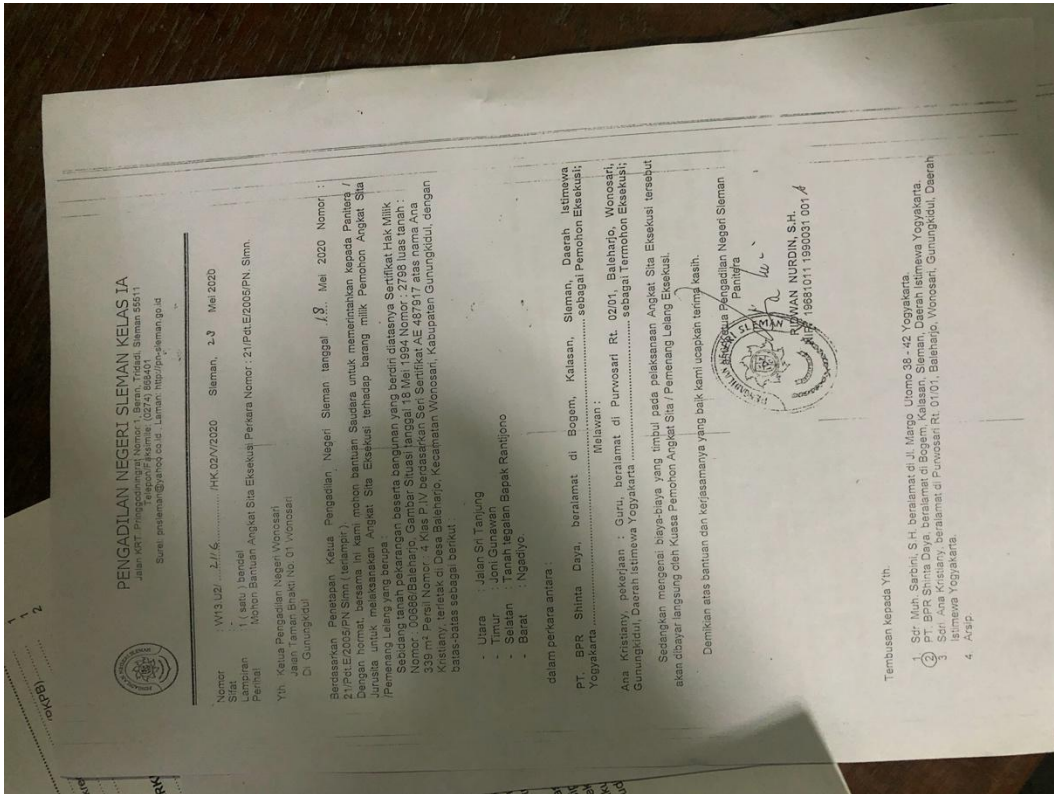 PENGADILAN NEGERI SLEMAN KELAS IA
Jalan KRT. Pringgodiningrat Nomor:1 Beran, Tridadi, Sleman 55511
Telepon/Faksimile: (0274) 868401
Surel: pnsleman@yahoo.co.id Laman: http://pn-sleman.go.id
Nomor : W13.U2/ 2116 /HK.02/V/2020 Sleman, 20 Mei 2020
Sifat : -
Lampiran : 1 ( satu ) bendel
Perihal : Mohon Bantuan Angkat Sita Eksekusi Perkara Nomor : 21/Pdt.E/2005/PN. Slmn.
Yth. Ketua Pengadilan Negeri Wonosari
Jalan Taman Bhakti No. 01 Wonosari
Di Gunungkidul
Berdasarkan Penetapan Ketua Pengadilan Negeri Sleman tanggal 18 Mei 2020 Nomor :
21/Pdt.E/2005/PN Slmn ( terlampir ).
Dengan hormat, bersama ini kami mohon bantuan Saudara untuk memerintahkan kepada Panitera /
Jurusita untuk melaksanakan Angkat Sita Eksekusi terhadap barang milik Pemohon Angkat Sita
/Pemenang Lelang yang berupa :
Sebidang tanah pekarangan beserta bangunan yang berdiri diatasnya Sertifikat Hak Milik
Nomor : 00686/Baleharjo, Gambar Situasi tanggal 18 Mei 1994 Nomor : 2798 luas tanah :
339 m² Persil Nomor 4 Klas P.IV berdasarkan Seri Sertifikat AE 487917 atas nama Ana
Kristiany, terletak di Desa Baleharjo, Kecamatan Wonosari, Kabupaten Gunungkidul, dengan
batas-batas sebagai berikut :
- Utara : Jalan Sri Tanjung
- Timur : Joni Gunawan
- Selatan : Tanah tegalan Bapak Rantijono
- Barat : Ngadiyo.
dalam perkara antara :
PT. BPR Shinta Daya, beralamat di Bogem, Kalasan, Sleman, Daerah Istimewa
Yogyakarta ........ sebagai Pemohon Eksekusi;
Melawan :
Ana Kristiany, pekerjaan : Guru, beralamat di Purwosari Rt. 02/01, Baleharjo, Wonosari,
Gunungkidul, Daerah Istimewa Yogyakarta ........ sebagai Termohon Eksekusi;
Sedangkan mengenai biaya-biaya yang timbul pada pelaksanaan Angkat Sita Eksekusi tersebut
akan dibayar langsung oleh Kuasa Pemohon Angkat Sita / Pemenang Lelang Eksekusi.
Demikian atas bantuan dan kerjasamanya yang baik kami ucapkan terima kasih.
Ketua Pengadilan Negeri Sleman
Panitera
RIDWAN NURDIN, S.H.
19681011 1990031 001
Tembusan kepada Yth.
1 Sdr. Muh. Sarbini, S.H. beralamat di Jl. Margo Utomo 38 - 42 Yogyakarta.
2 PT. BPR Shinta Daya, beralamat di Bogem, Kalasan, Sleman, Daerah Istimewa Yogyakarta.
3 Sdri. Ana Kristiany, beralamat di Purwosari Rt. 01/01, Baleharjo, Wonosari, Gunungkidul, Daerah
Istimewa Yogyakarta.
4. Arsip.